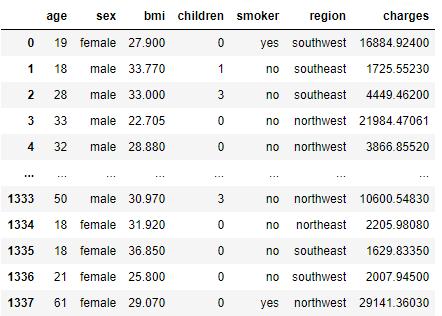 age sex bmi children smoker region charges
0 19 female 27.900 0 yes southwest 16884.92400
1 18 male 33.770 1 no southeast 1725.55230
2 28 male 33.000 3 no southeast 4449.46200
3 33 male 22.705 0 no northwest 21984.47061
4 32 male 28.880 0 no northwest 3866.85520
... ... ... ... ... ... ... ...
1333 50 male 30.970 3 no northwest 10600.54830
1334 18 female 31.920 0 no northeast 2205.98080
1335 18 female 36.850 0 no southeast 1629.83350
1336 21 female 25.800 0 no southwest 2007.94500
1337 61 female 29.070 0 yes northwest 29141.36030